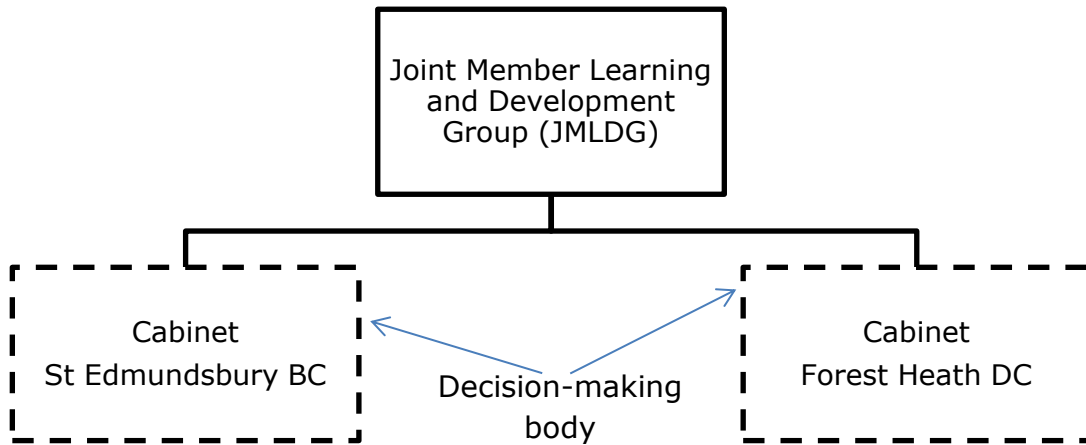 Joint Member Learning
and Development
Group (JMLDG)
Cabinet
St Edmundsbury BC
Decision-making
body
Cabinet
Forest Heath DC